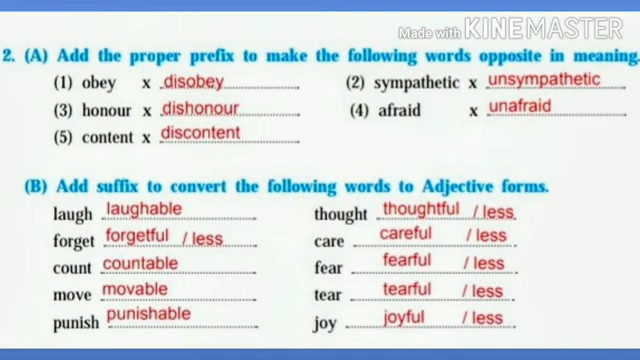 Made with KINEMASTER
2. (A) Add the proper prefix to make the following words opposite in meaning.
(1) obey x disobey (2) sympathetic x unsympathetic
(3) honour x dishonour (4) afraid x unafraid
(5) content x discontent
(B) Add suffix to convert the following words to Adjective forms.
laugh laughable thought thoughtful / less
forget forgetful / less care careful / less
count countable fear fearful / less
move movable tear tearful / less
punish punishable joy joyful / less